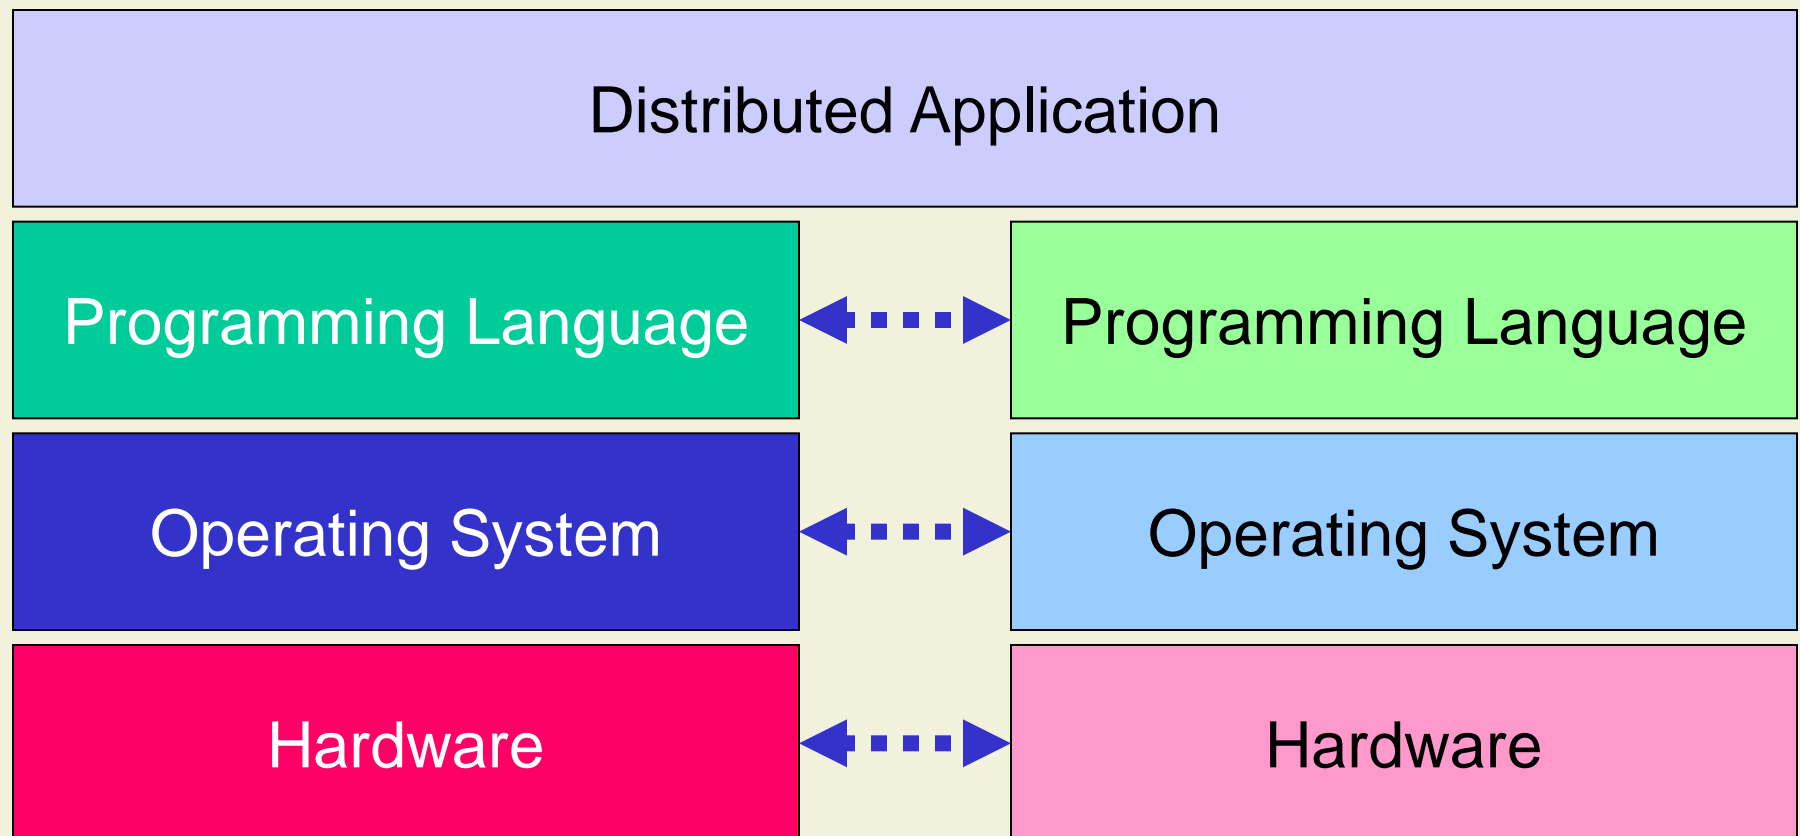 Distributed Application
Programming Language
Programming Language
Operating System
Operating System
Hardware
Hardware